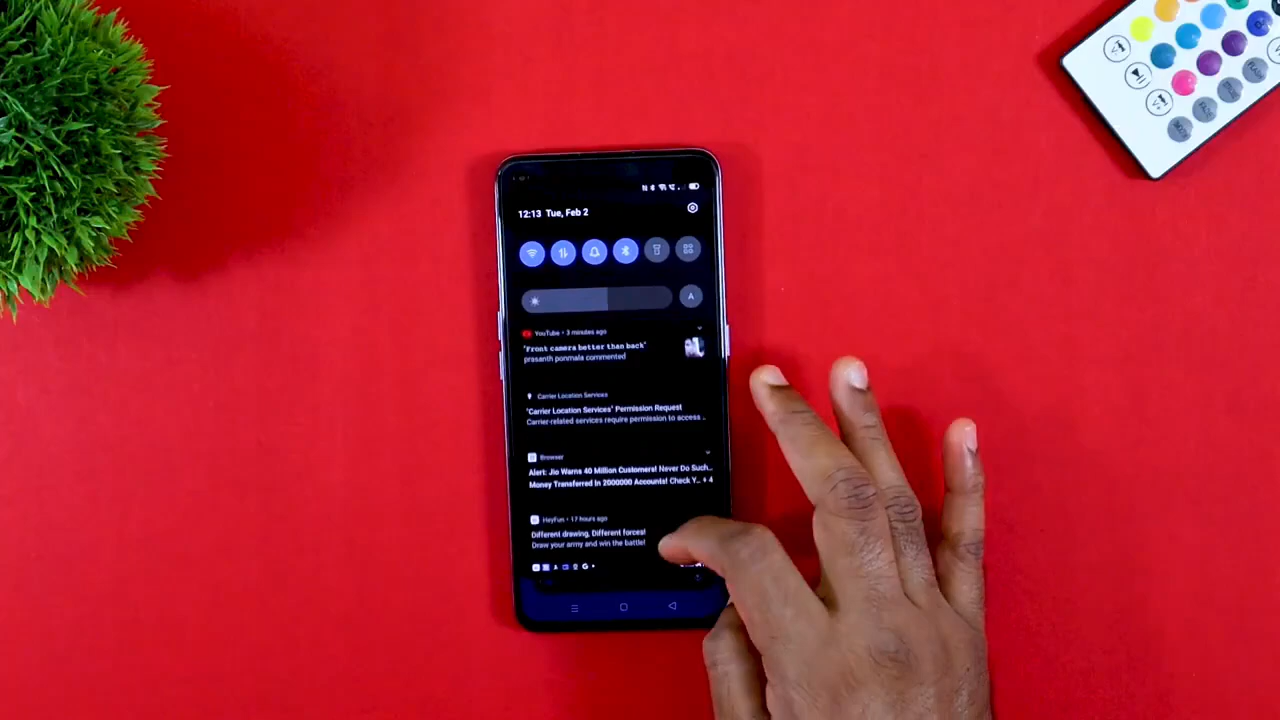 12:13 Tue, Feb 2
A
YouTube • 3 minutes ago
"Front camera better than back"
prasanth ponmala commented
Carrier Location Services
"Carrier Location Services" Permission Request
Carrier-related services require permission to access ..
Browser
Alert: Jio Warns 40 Million Customers! Never Do Such...
Money Transferred In 2000000 Accounts! Check Y... + 4
HeyFun • 17 hours ago
Different drawing, Different forces!
Draw your army and win the battle!
V-
V+
FLASH